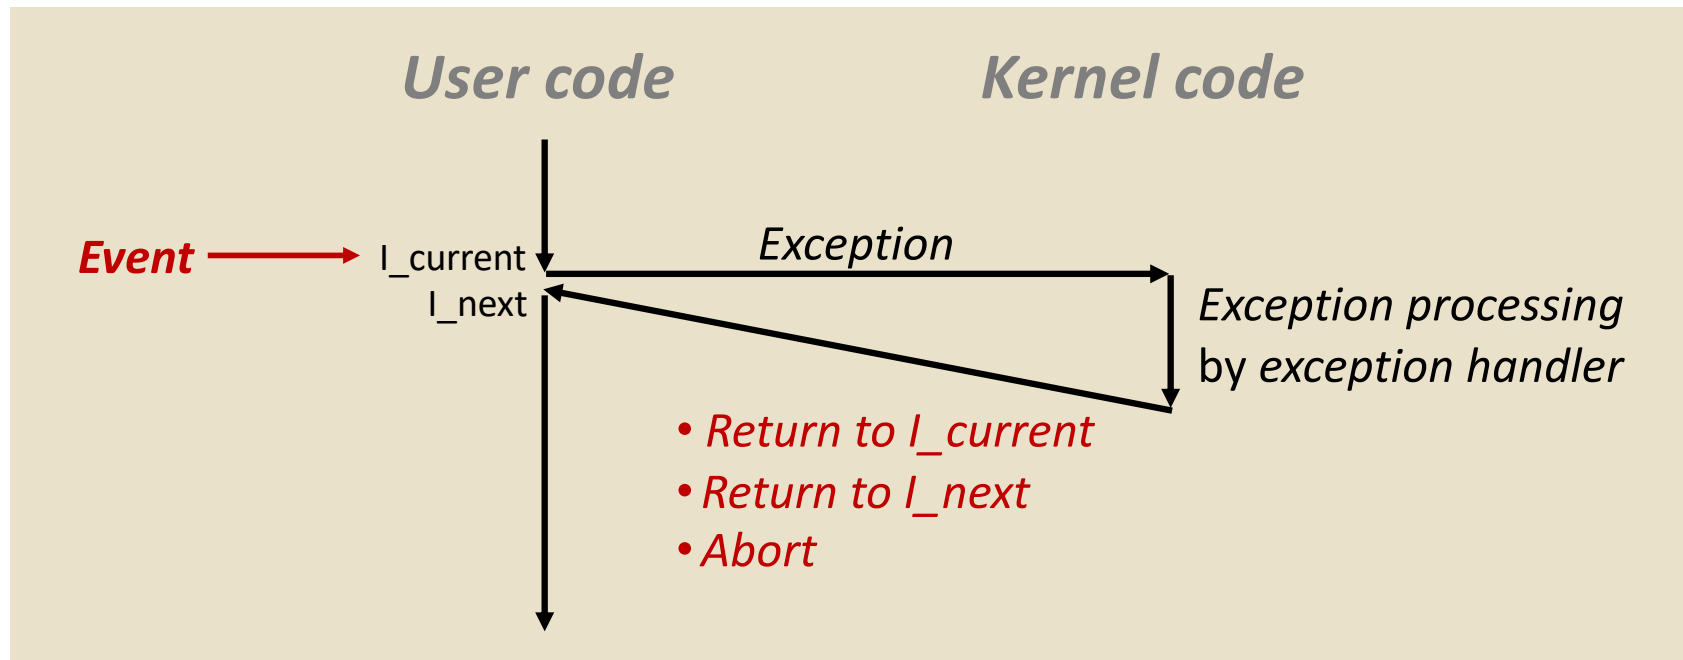 User code
Kernel code
Event
I_current
Exception
I_next
Exception processing
by exception handler
• Return to I_current
• Return to I_next
• Abort